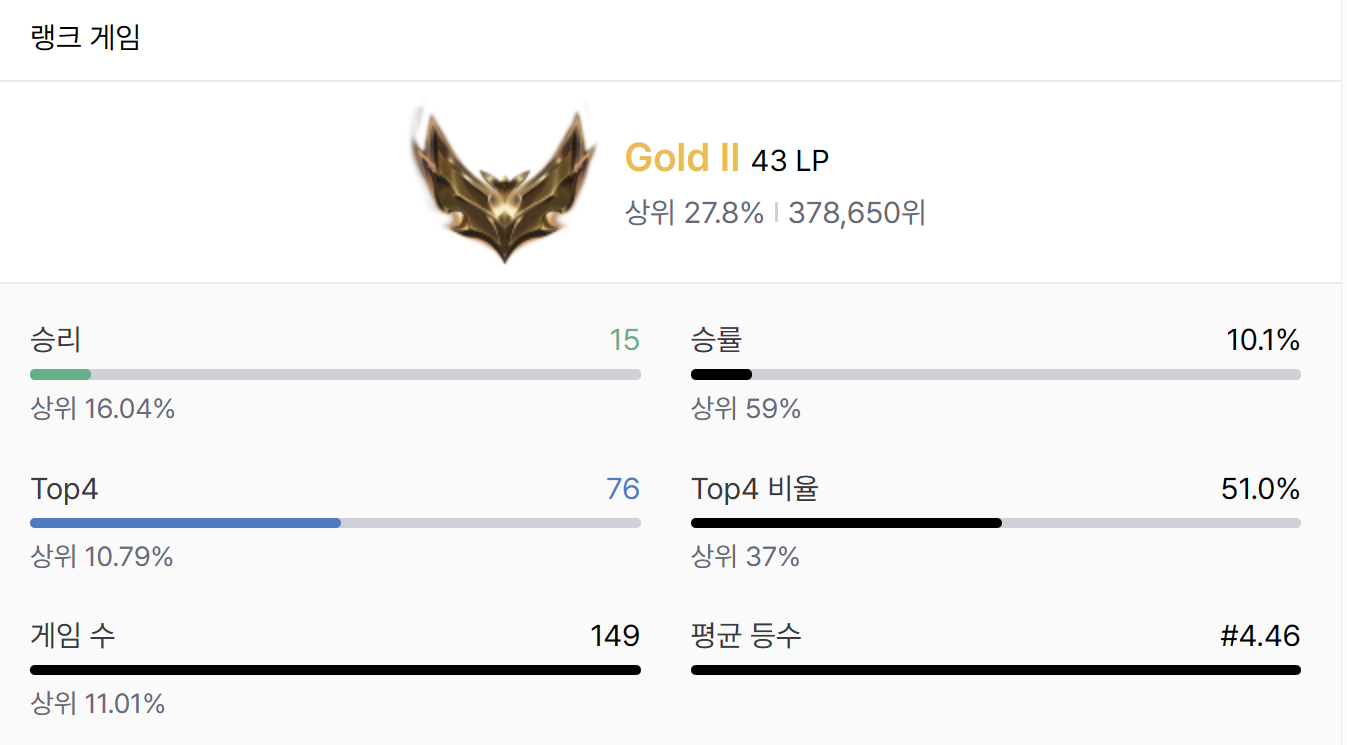 랭크 게임
Gold II 43 LP
상위 27.8% | 378,650위
승리 15
상위 16.04%
승률 10.1%
상위 59%
Top4 76
상위 10.79%
Top4 비율 51.0%
상위 37%
게임 수 149
상위 11.01%
평균 등수 #4.46